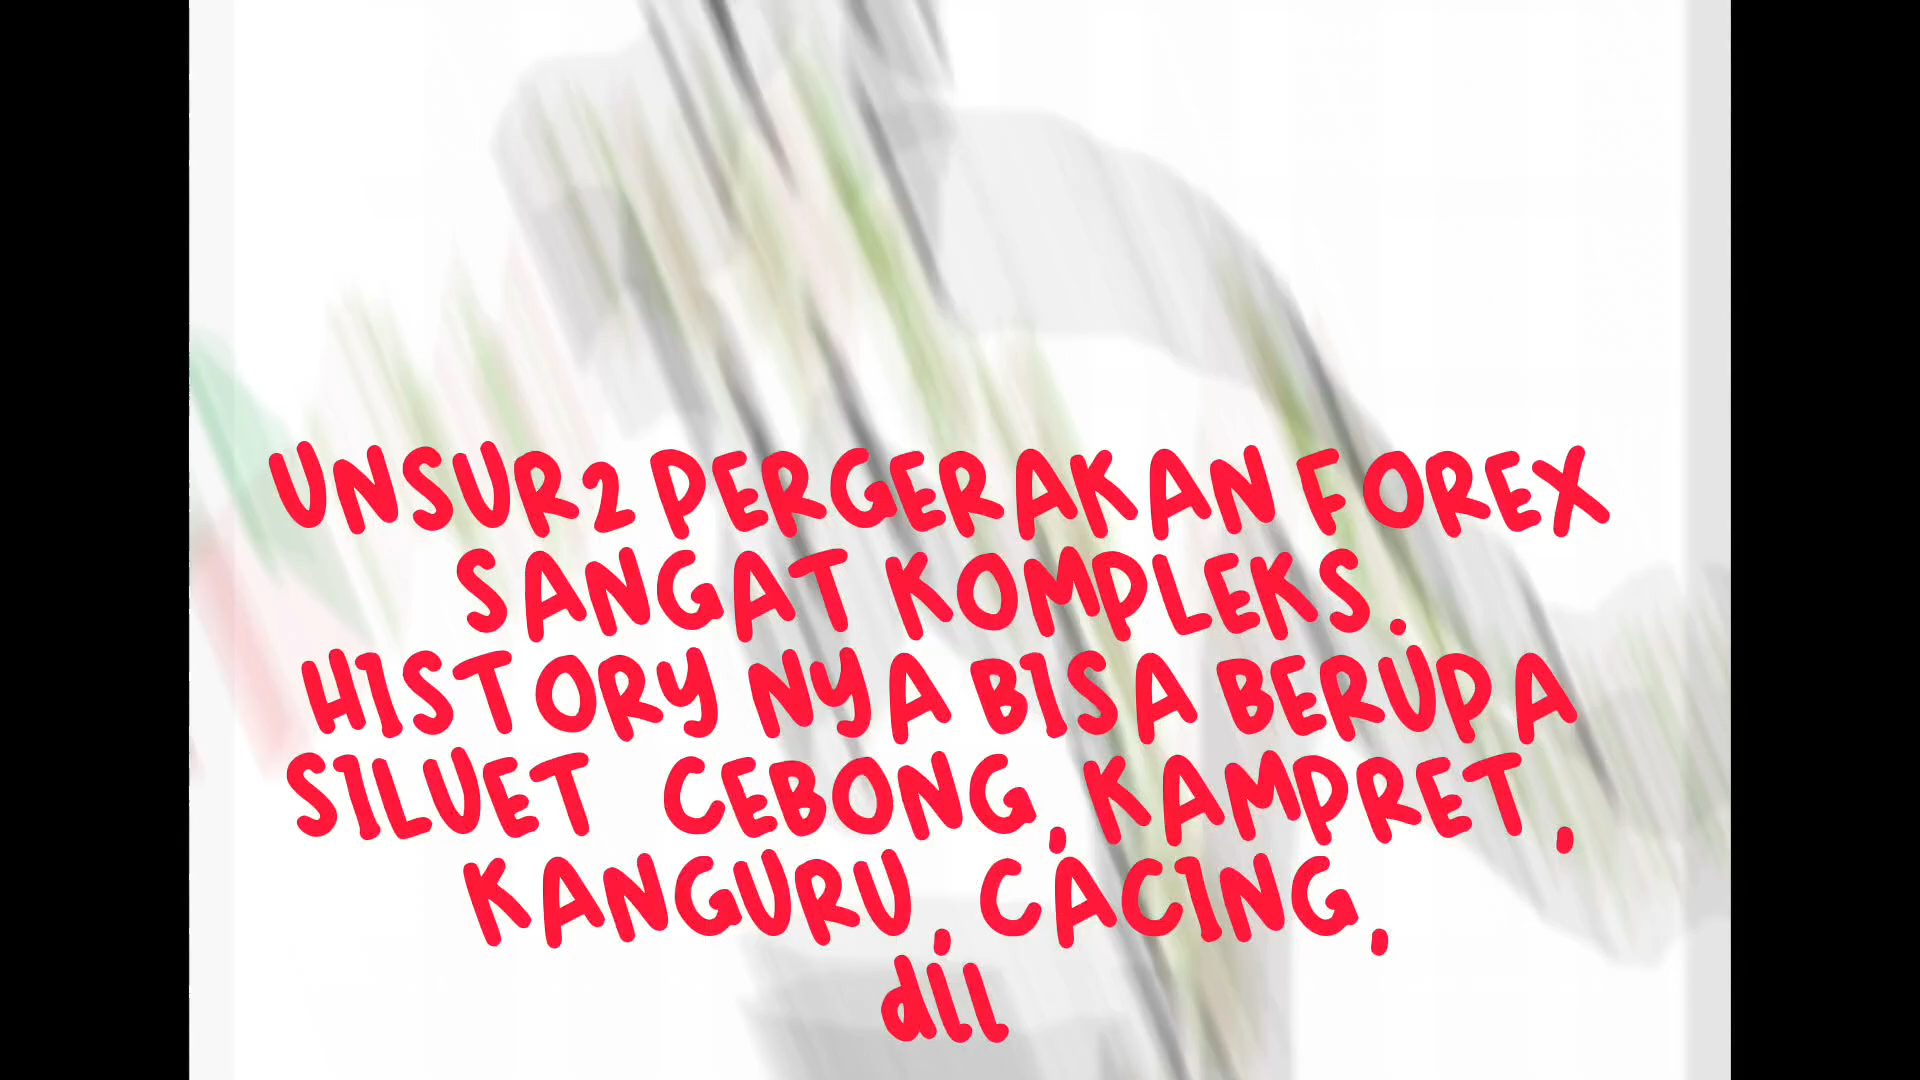 UNSUR2 PERGERAKAN FOREX
SANGAT KOMPLEKS.
HISTORY NYA BISA BERUPA
SILUET CEBONG, KAMPRET,
KANGURU, CACING,
dll